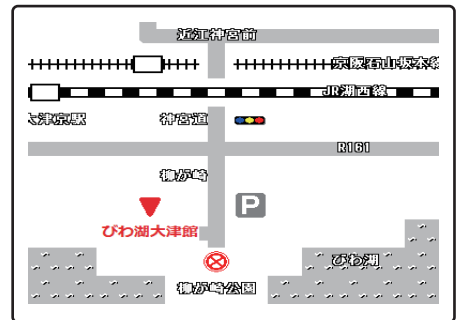 近江神宮前
京阪石山坂本線
JR湖西線
大津京駅
神宮道
R161
柳が崎
P
びわ湖大津館
びわ湖
柳が崎公園